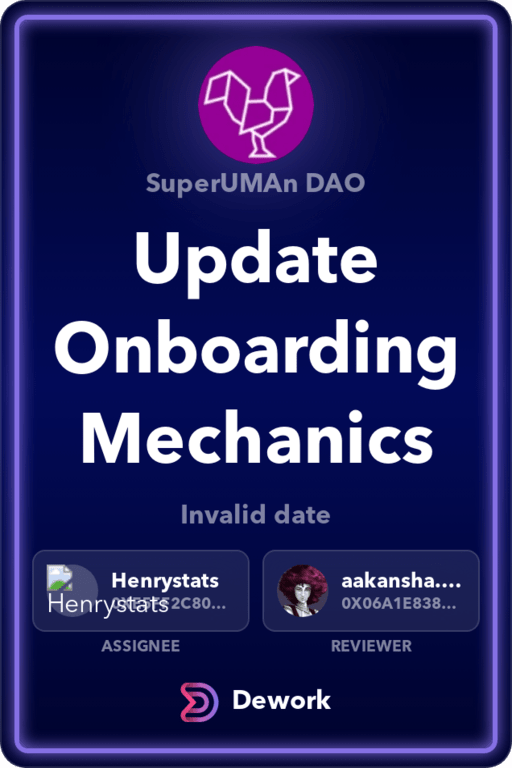 SuperUMAn DAO
Update
Onboarding
Mechanics
Invalid date
Henrystats
Henrystats
aakansha....
0X06A1E838...
ASSIGNEE
REVIEWER
Dework